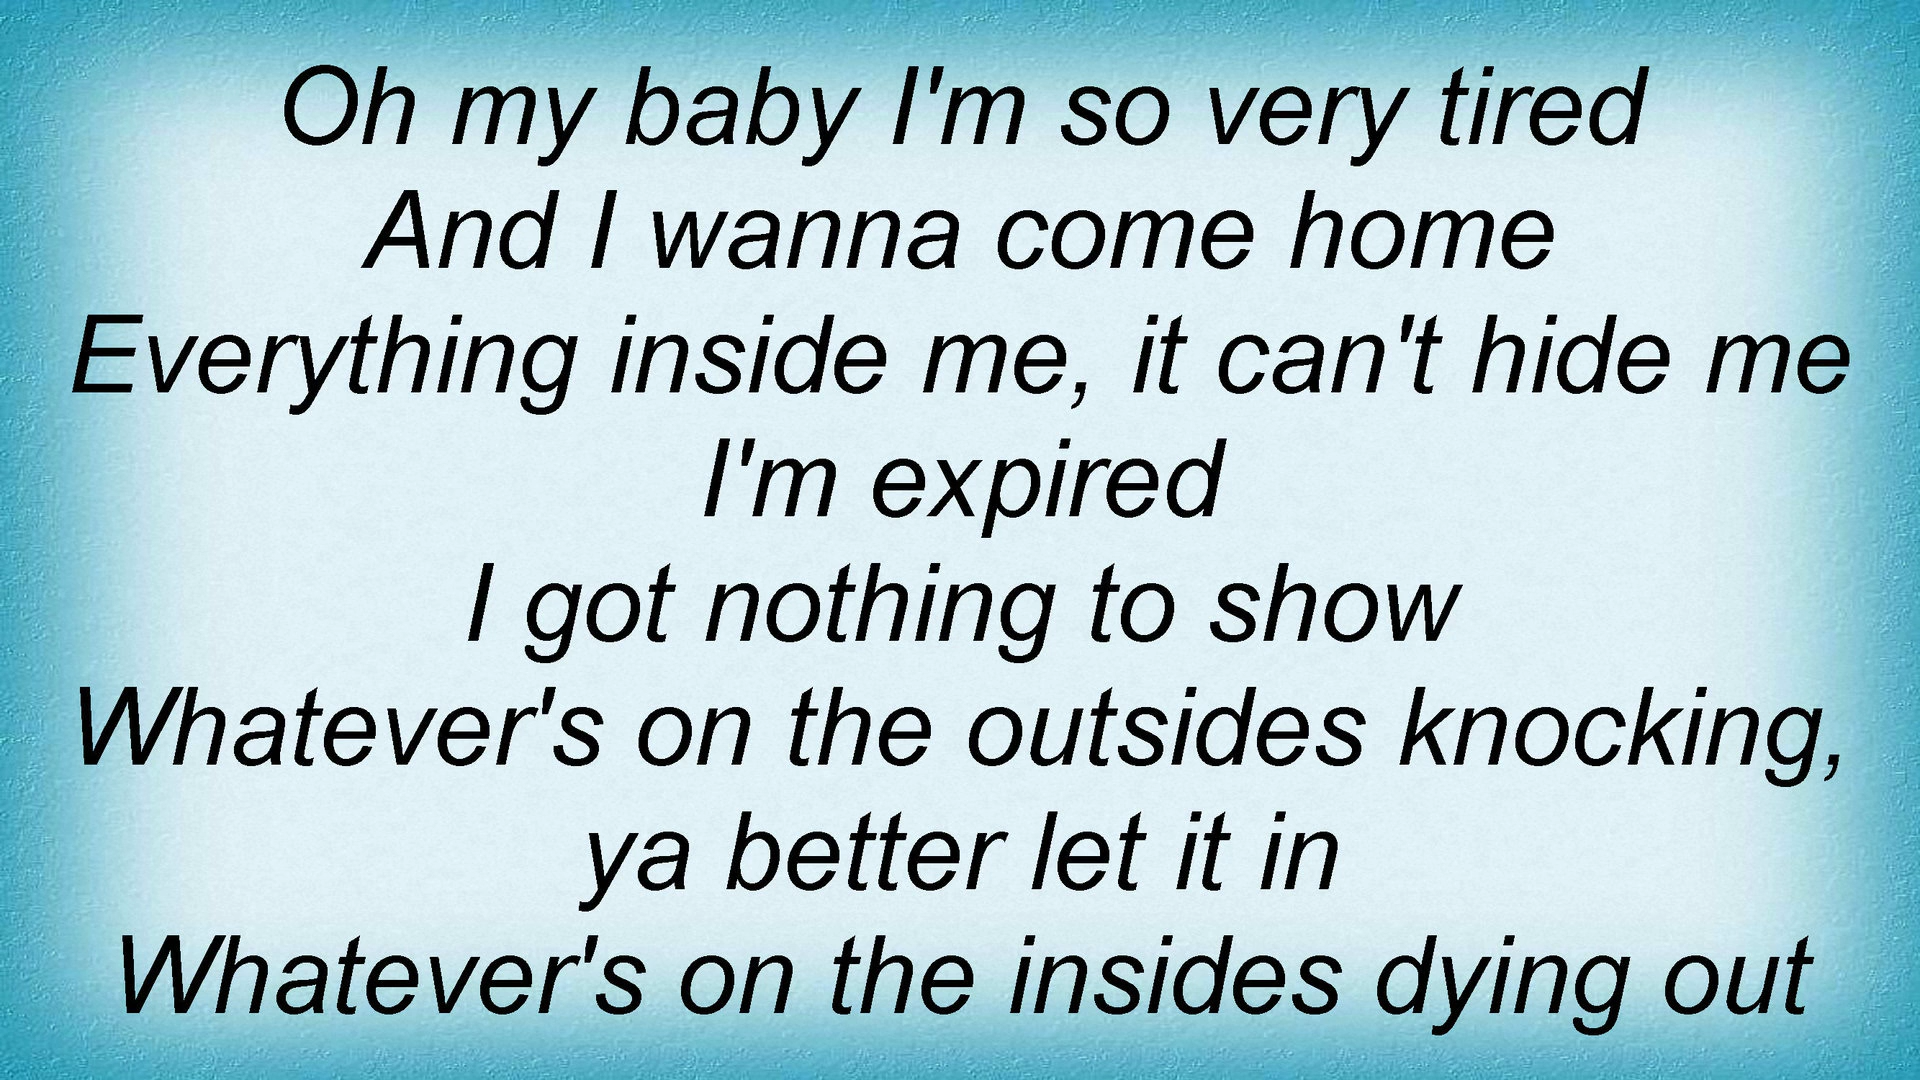 Oh my baby I'm so very tired
And I wanna come home
Everything inside me, it can't hide me
I'm expired
I got nothing to show
Whatever's on the outsides knocking,
ya better let it in
Whatever's on the insides dying out